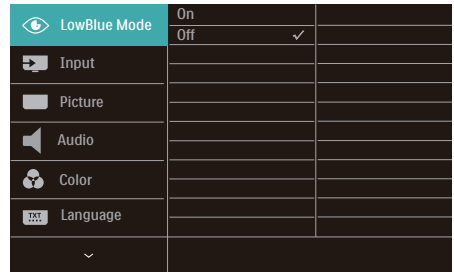 LowBlue Mode
On
Off
Input
Picture
Audio
Color
TXT
Language